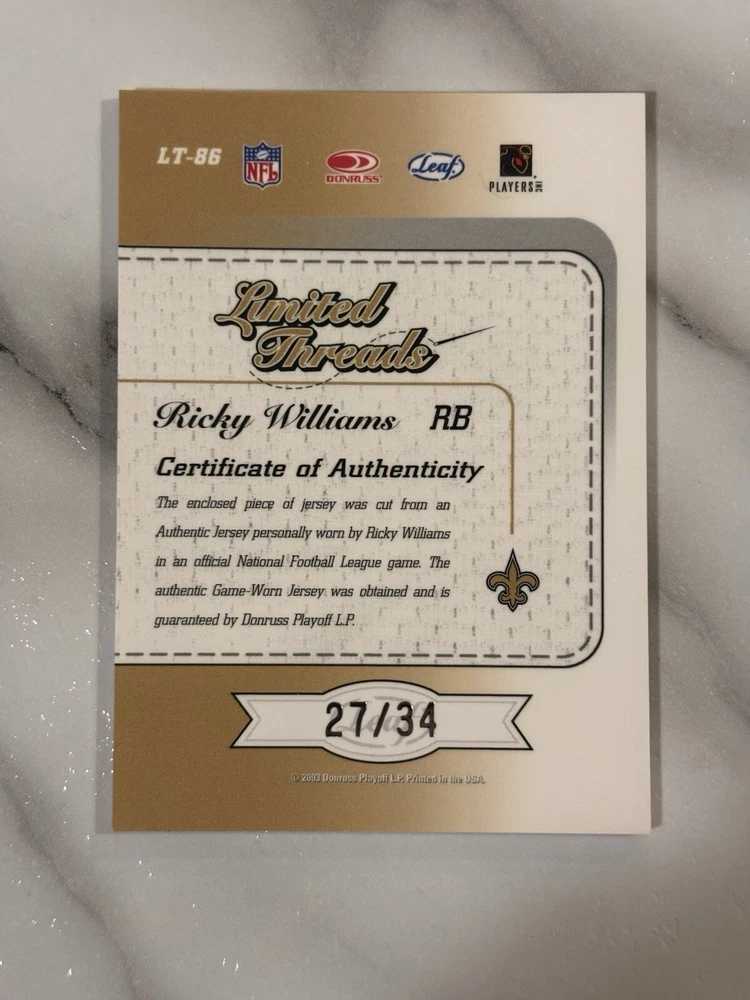 LT-86
NFL
DONRUSS
Leaf
PLAYERS INC
Limited
Threads
Ricky Williams RB
Certificate of Authenticity
The enclosed piece of jersey was cut from an
Authentic Jersey personally worn by Ricky Williams
in an official National Football League game. The
authentic Game-Worn Jersey was obtained and is
guaranteed by Donruss Playoff L.P.
Leaf
27/34
© 2003 Donruss Playoff L.P. Printed in the USA.